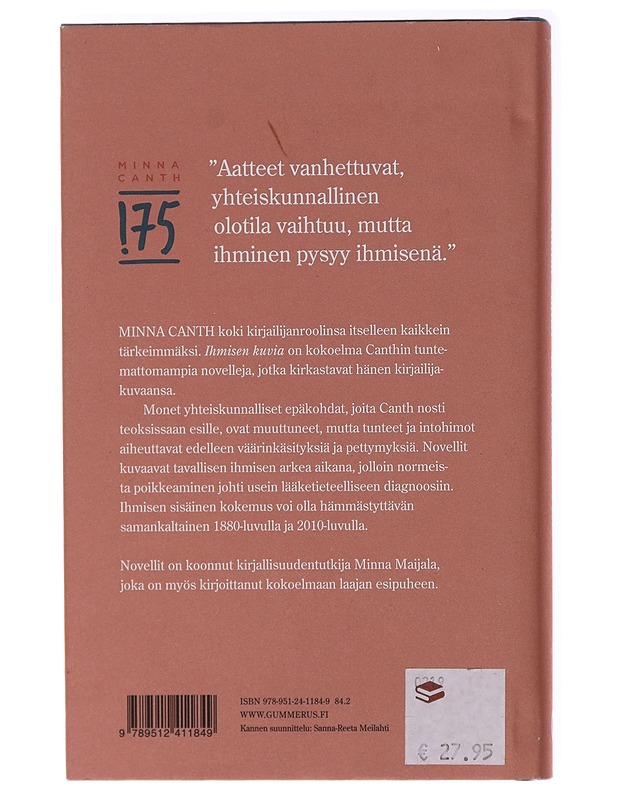 MINNA
CANTH
!75
”Aatteet vanhettuvat,
yhteiskunnallinen
olotila vaihtuu, mutta
ihminen pysyy ihmisenä.”
MINNA CANTH koki kirjailijanroolinsa itselleen kaikkein
tärkeimmäksi. Ihmisen kuvia on kokoelma Canthin tunte-
mattomampia novelleja, jotka kirkastavat hänen kirjailija-
kuvaansa.
Monet yhteiskunnalliset epäkohdat, joita Canth nosti
teoksissaan esille, ovat muuttuneet, mutta tunteet ja intohimot
aiheuttavat edelleen väärinkäsityksiä ja pettymyksiä. Novellit
kuvaavat tavallisen ihmisen arkea aikana, jolloin normeis-
ta poikkeaminen johti usein lääketieteelliseen diagnoosiin.
Ihmisen sisäinen kokemus voi olla hämmästyttävän
samankaltainen 1880-luvulla ja 2010-luvulla.
Novellit on koonnut kirjallisuudentutkija Minna Maijala,
joka on myös kirjoittanut kokoelmaan laajan esipuheen.
9 789512 411849
ISBN 978-951-24-1184-9 84.2
WWW.GUMMERUS.FI
Kannen suunnittelu: Sanna-Reeta Meilahti
0219
€ 27.95